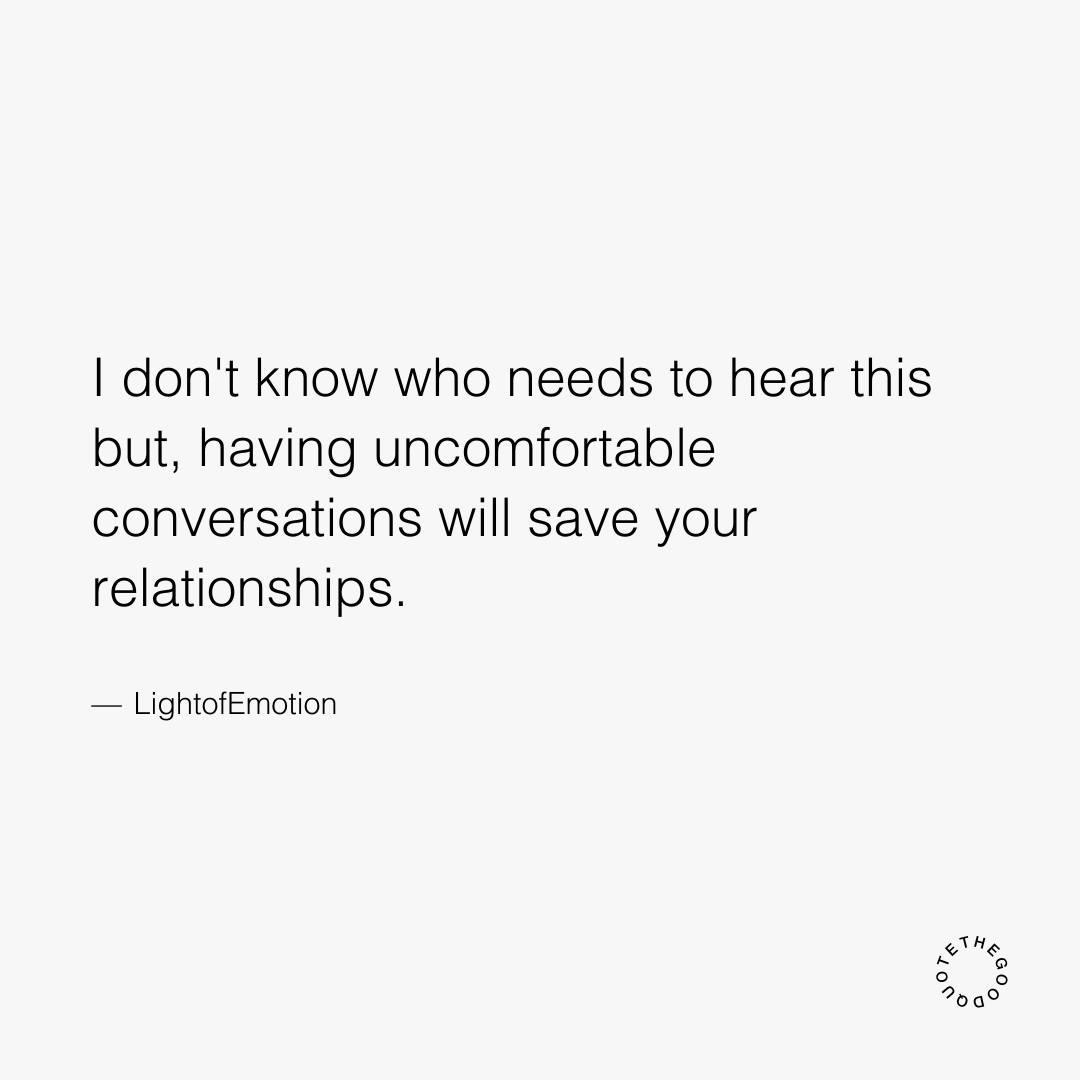 I don't know who needs to hear this
but, having uncomfortable
conversations will save your
relationships.
— LightofEmotion
THEGOODQUOTE